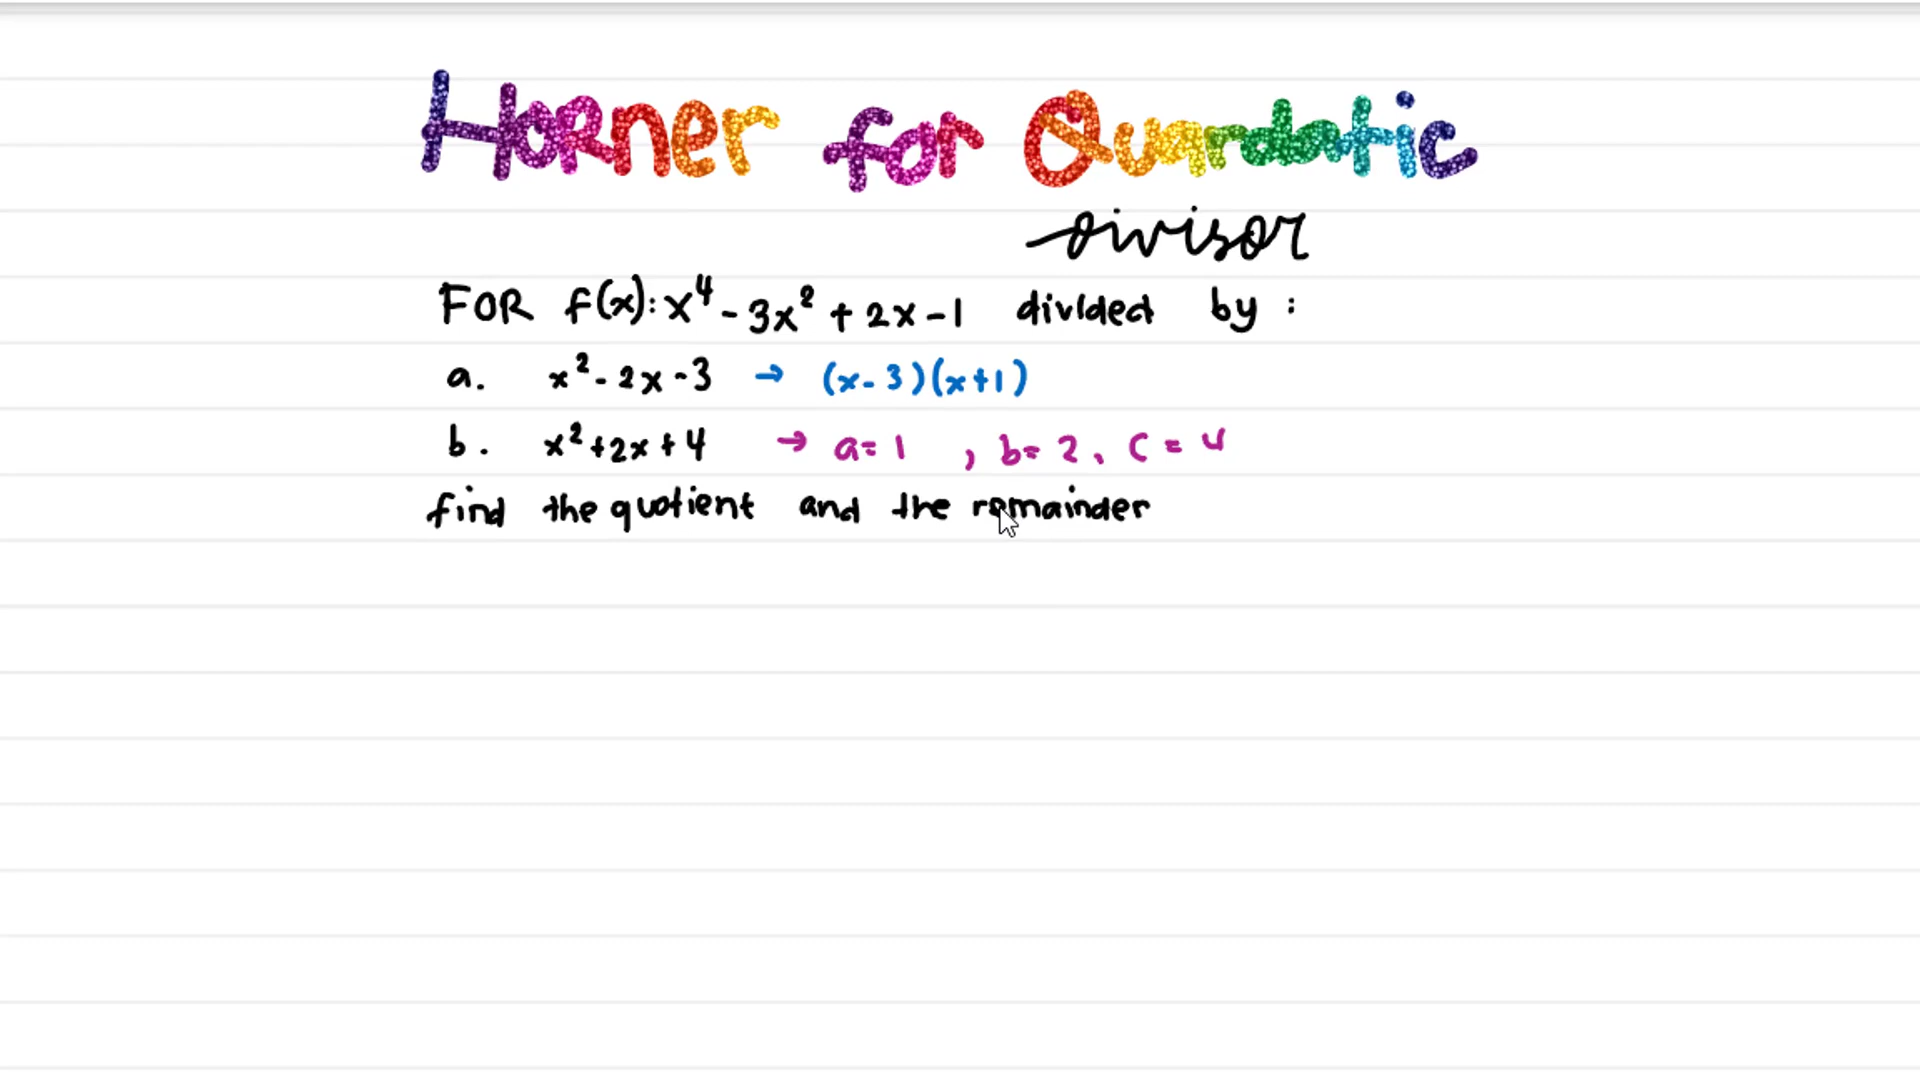 Horner for Quardatic
divisor
FOR f(x): x⁴ - 3x² + 2x - 1 divided by :
a. x² - 2x - 3 → (x - 3)(x + 1)
b. x² + 2x + 4 → a = 1 , b = 2, c = 4
find the quotient and the remainder